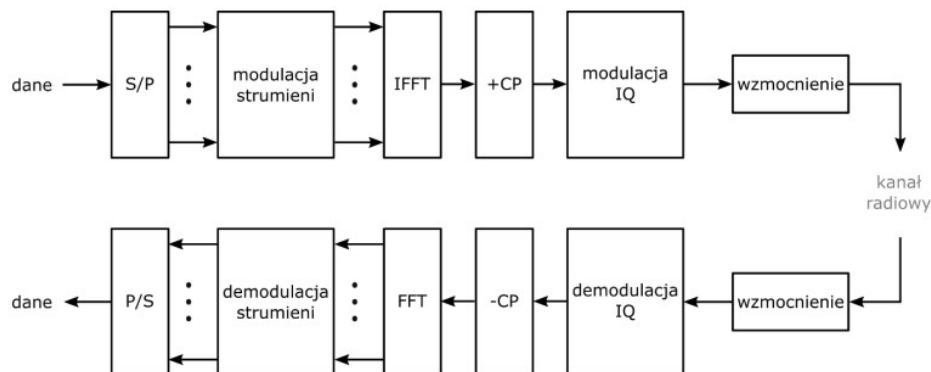 dane
S/P
modulacja
strumieni
IFFT
+CP
modulacja
IQ
wzmocnienie
kanał
radiowy
dane
P/S
demodulacja
strumieni
FFT
-CP
demodulacja
IQ
wzmocnienie